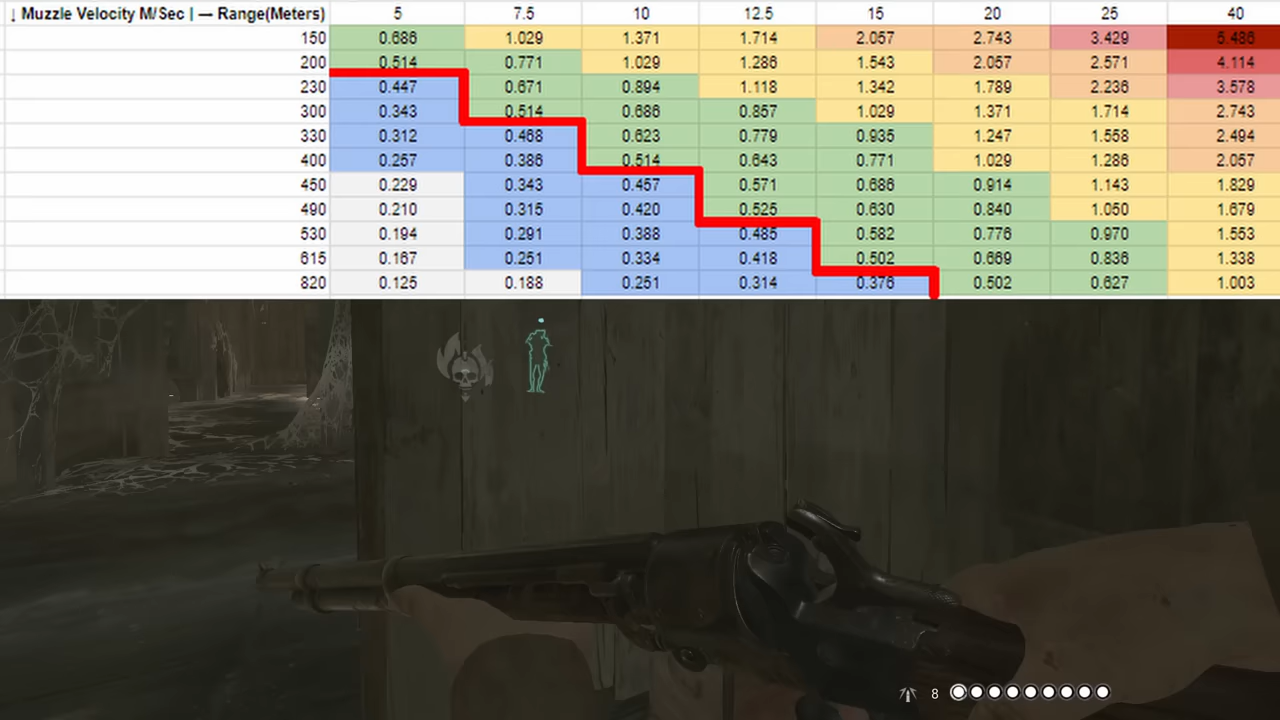 ↓ Muzzle Velocity M/Sec | — Range(Meters) 5 7.5 10 12.5 15 20 25 40
150 0.686 1.029 1.371 1.714 2.057 2.743 3.429 5.486
200 0.514 0.771 1.029 1.286 1.543 2.057 2.571 4.114
230 0.447 0.671 0.894 1.118 1.342 1.789 2.236 3.578
300 0.343 0.514 0.686 0.857 1.029 1.371 1.714 2.743
330 0.312 0.468 0.623 0.779 0.935 1.247 1.558 2.494
400 0.257 0.386 0.514 0.643 0.771 1.029 1.286 2.057
450 0.229 0.343 0.457 0.571 0.686 0.914 1.143 1.829
490 0.210 0.315 0.420 0.525 0.630 0.840 1.050 1.679
530 0.194 0.291 0.388 0.485 0.582 0.776 0.970 1.553
615 0.167 0.251 0.334 0.418 0.502 0.669 0.836 1.338
820 0.125 0.188 0.251 0.314 0.376 0.502 0.627 1.003
8